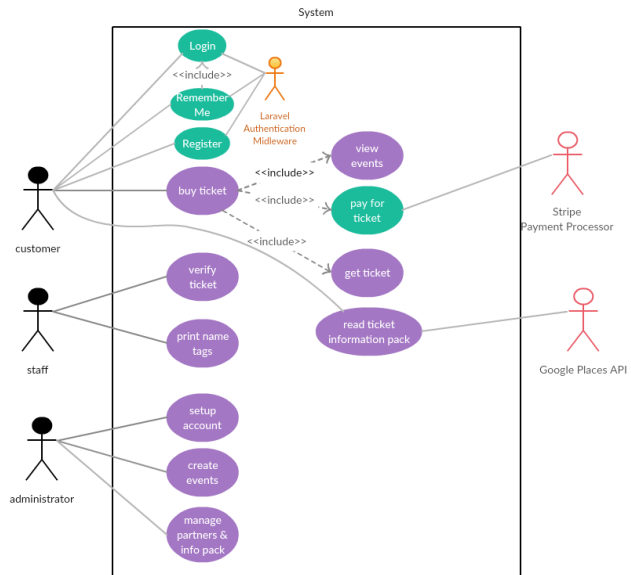 System
Login
<<include>>
Remember
Me
Laravel
Authentication
Midleware
Register
view
events
<<include>>
buy ticket
<<include>>
pay for
ticket
Stripe
Payment Processor
customer
<<include>>
verify
ticket
get ticket
read ticket
information pack
print name
tags
staff
Google Places API
setup
account
create
events
administrator
manage
partners &
info pack